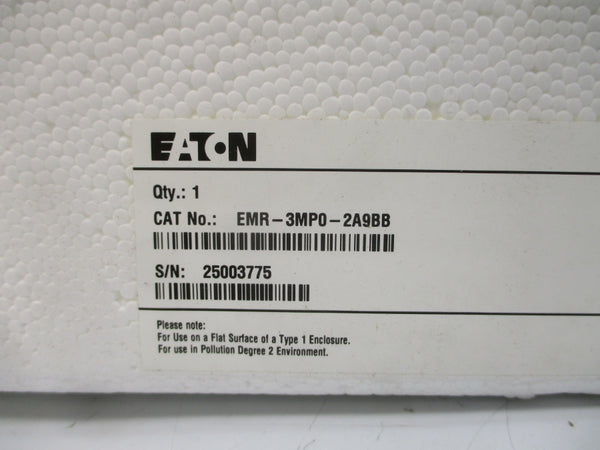 EATON
Qty.: 1
CAT No.: EMR-3MP0-2A9BB
S/N: 25003775
Please note:
For Use on a Flat Surface of a Type 1 Enclosure.
For use in Pollution Degree 2 Environment.